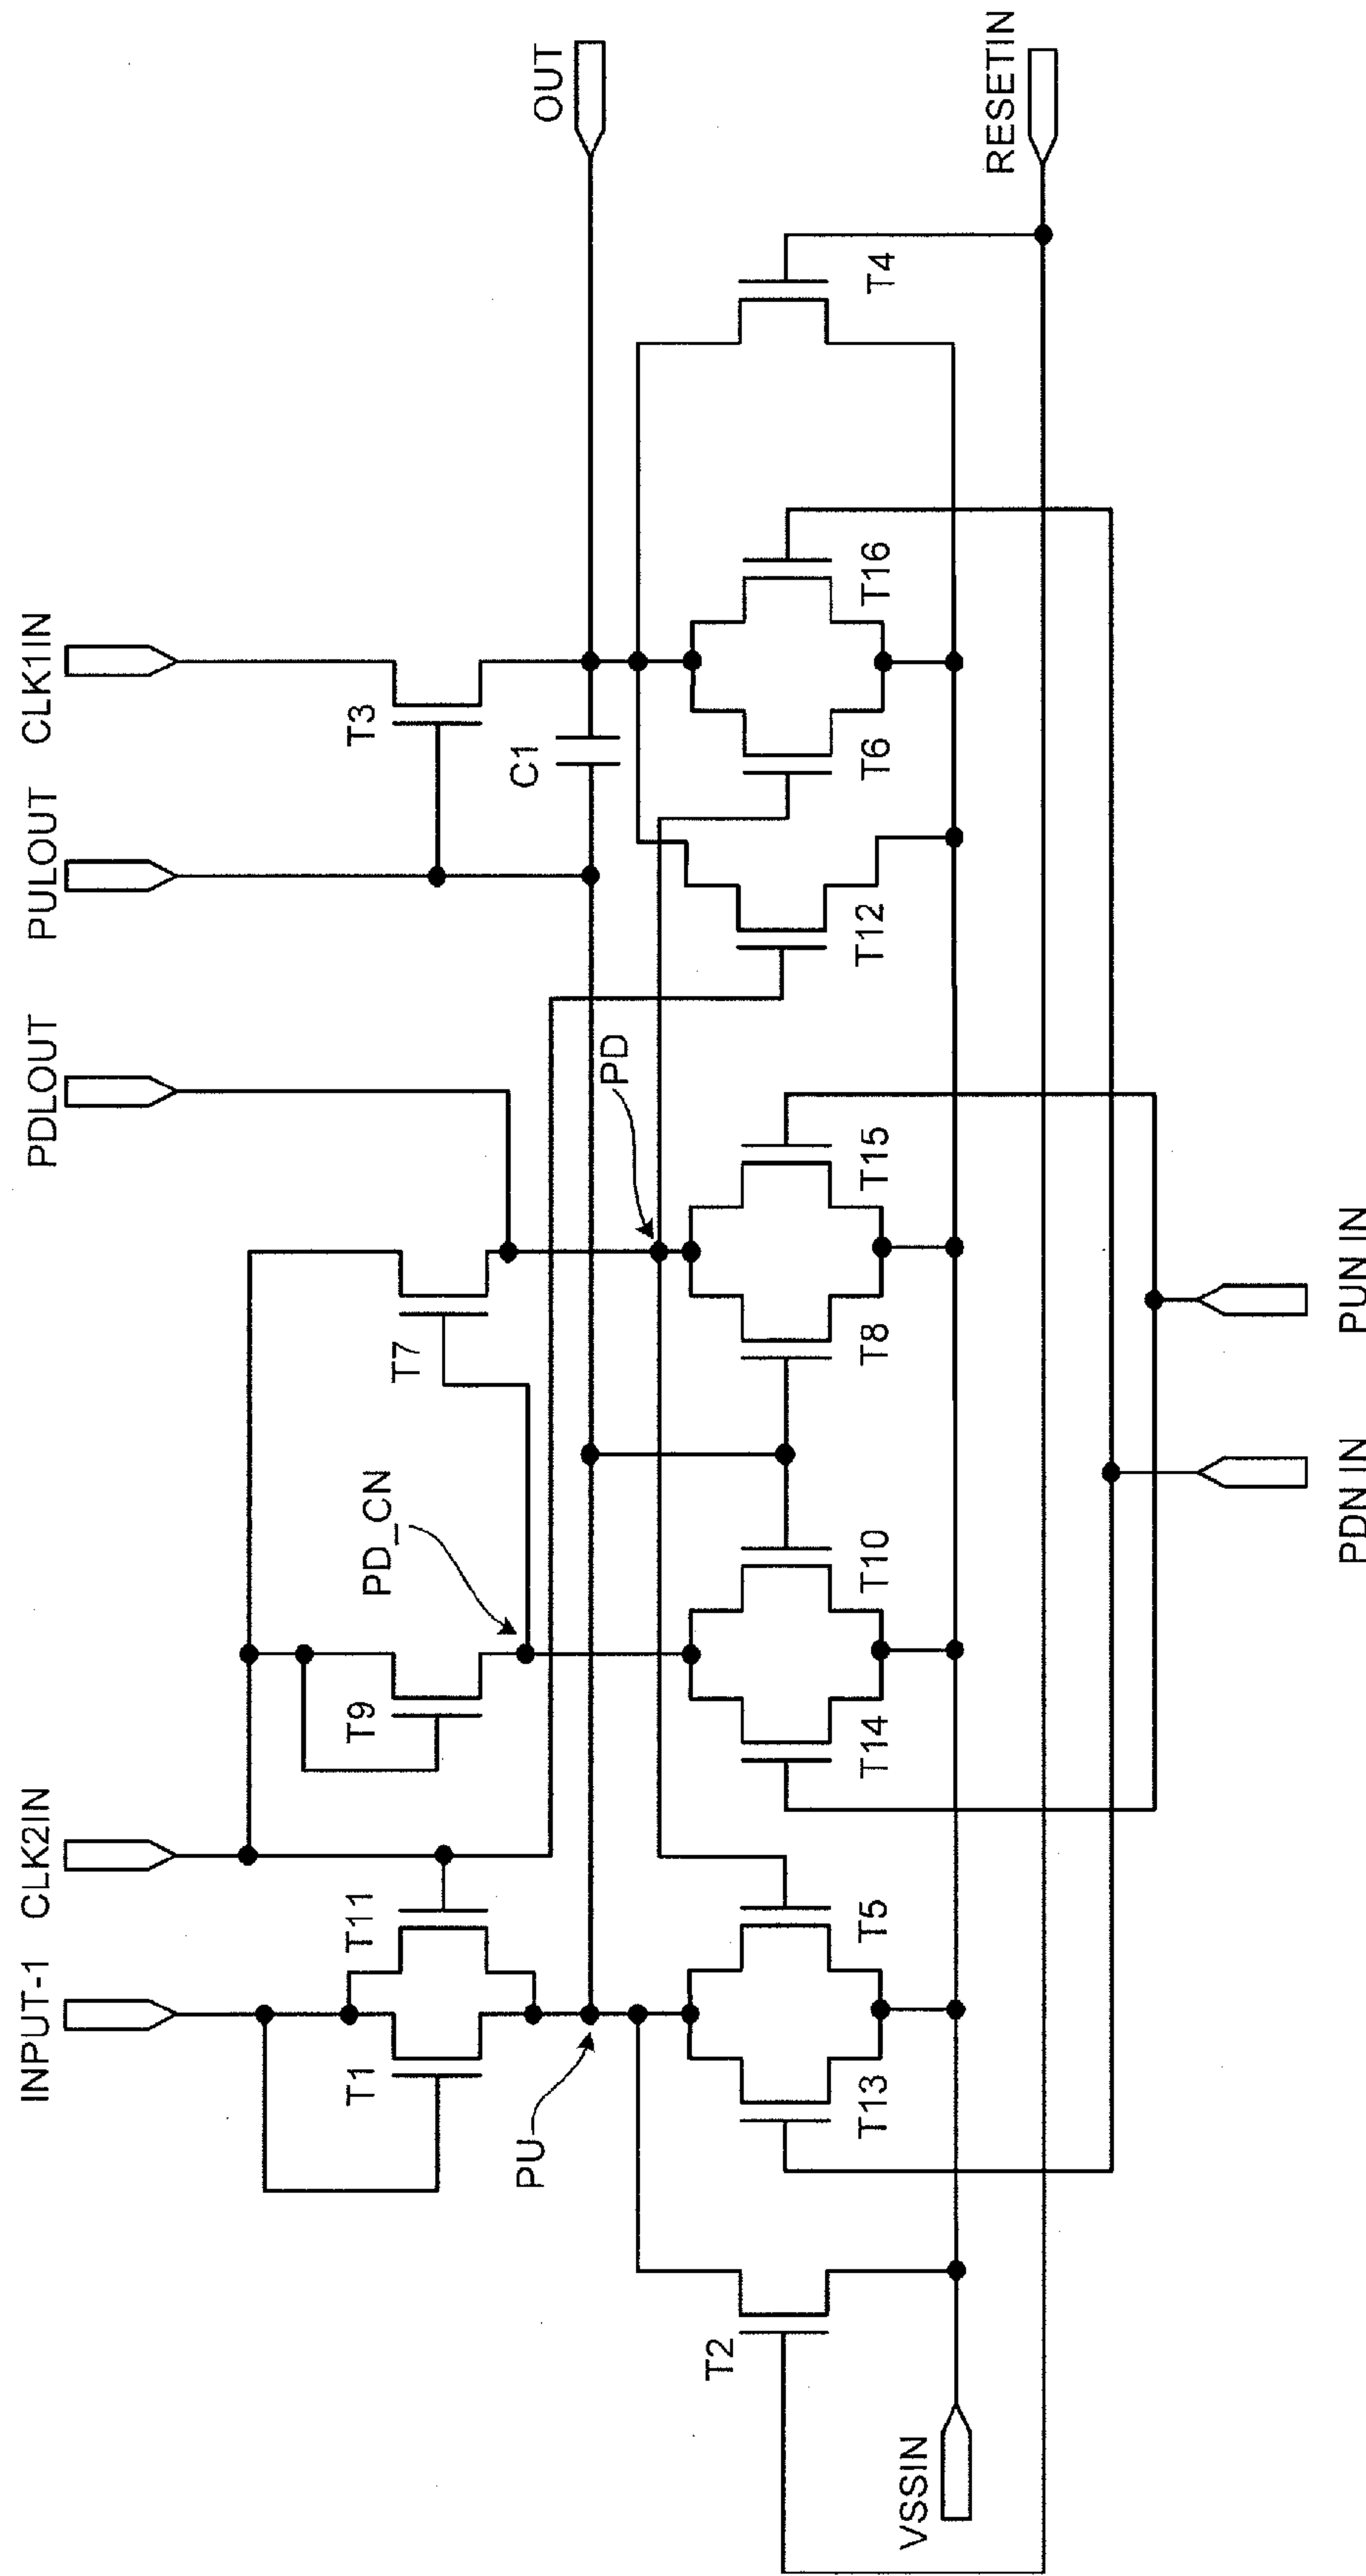 INPUT-1
CLK2IN
PDLOUT
PULOUT
CLK1IN
T1
T11
T9
T7
T3
PD_CN
PU
C1
OUT
PD
T2
T13
T5
T14
T10
T8
T15
T12
T6
T16
T4
VSSIN
RESETIN
PDN IN
PUN IN